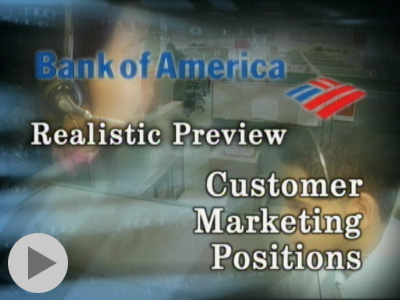 Bank of America
Realistic Preview
Customer
Marketing
Positions